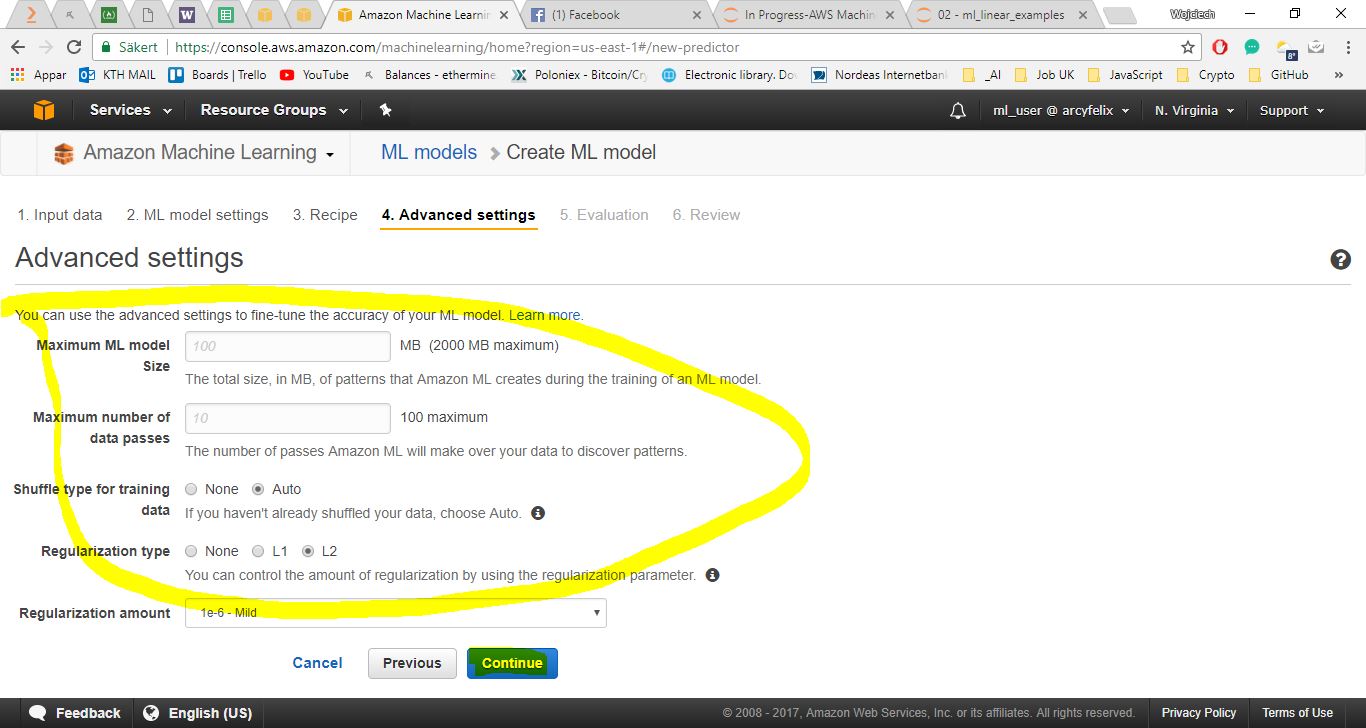 Amazon Machine Learnin
(1) Facebook
In Progress-AWS Machin
02 - ml_linear_examples
Wojciech
Säkert
https://console.aws.amazon.com/machinelearning/home?region=us-east-1#/new-predictor
8°
Appar
KTH MAIL
Boards | Trello
YouTube
Balances - ethermine
Poloniex - Bitcoin/Cry
Electronic library. Do
Nordeas Internetbank
_AI
Job UK
JavaScript
Crypto
GitHub
»
Services
Resource Groups
ml_user @ arcyfelix
N. Virginia
Support
Amazon Machine Learning
ML models
Create ML model
1. Input data
2. ML model settings
3. Recipe
4. Advanced settings
5. Evaluation
6. Review
Advanced settings
You can use the advanced settings to fine-tune the accuracy of your ML model. Learn more.
Maximum ML model
Size
100
MB (2000 MB maximum)
The total size, in MB, of patterns that Amazon ML creates during the training of an ML model.
Maximum number of
data passes
10
100 maximum
The number of passes Amazon ML will make over your data to discover patterns.
Shuffle type for training
data
None
Auto
If you haven't already shuffled your data, choose Auto.
Regularization type
None
L1
L2
You can control the amount of regularization by using the regularization parameter.
Regularization amount
1e-6 - Mild
Cancel
Previous
Continue
Feedback
English (US)
© 2008 - 2017, Amazon Web Services, Inc. or its affiliates. All rights reserved.
Privacy Policy
Terms of Use